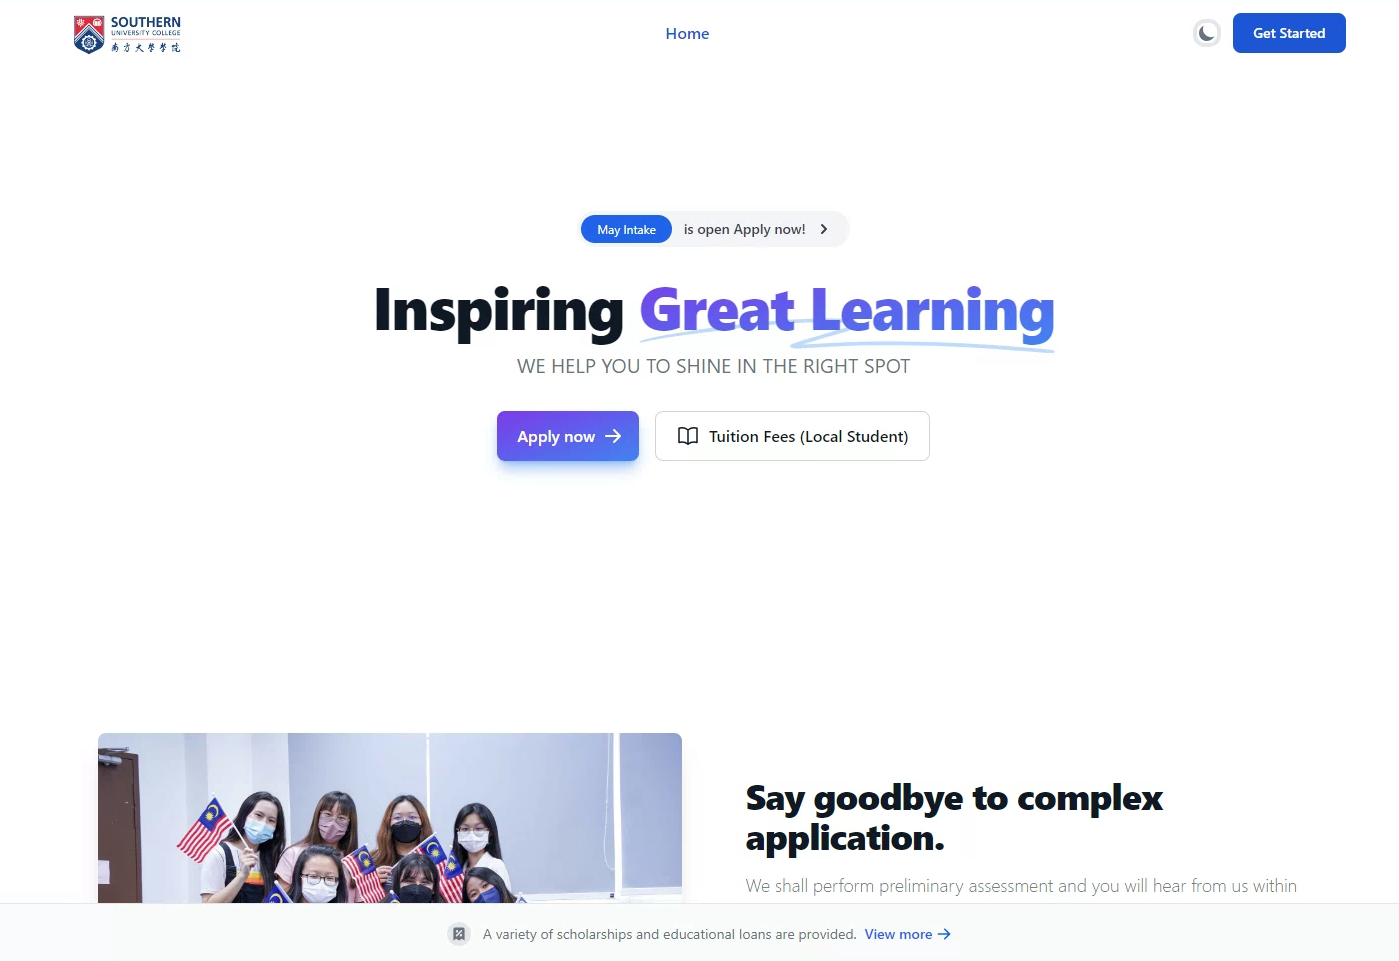 SOUTHERN
UNIVERSITY COLLEGE
南方大學學院
Home
Get Started
May Intake is open Apply now!
Inspiring Great Learning
WE HELP YOU TO SHINE IN THE RIGHT SPOT
Apply now
Tuition Fees (Local Student)
Say goodbye to complex
application.
We shall perform preliminary assessment and you will hear from us within
A variety of scholarships and educational loans are provided. View more